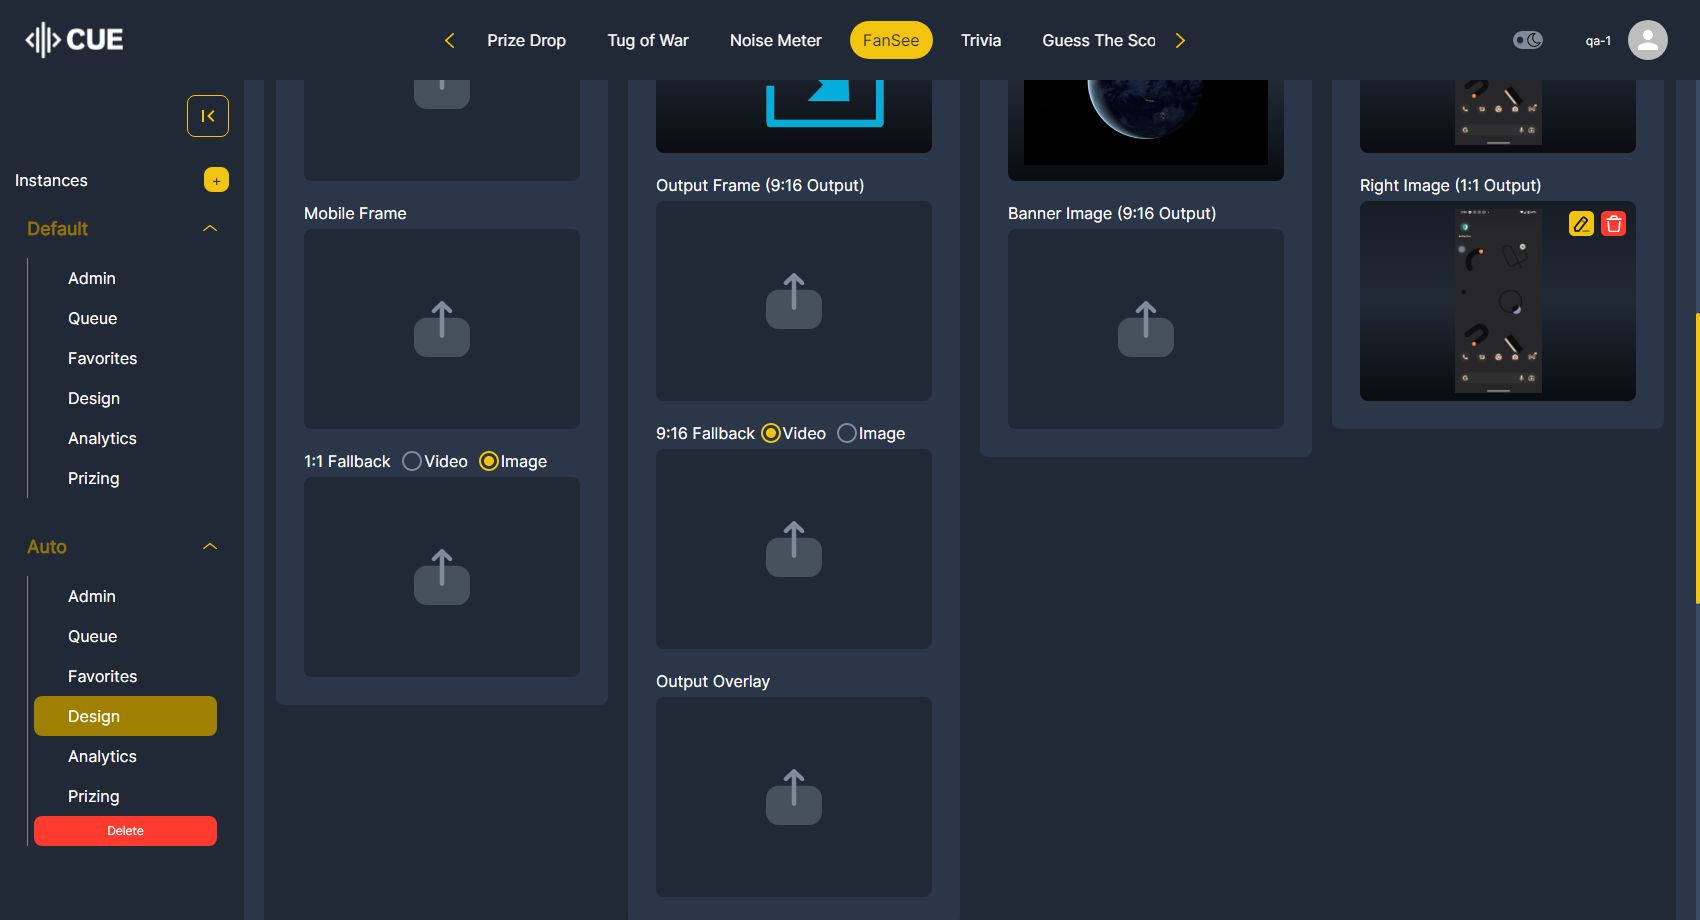 CUE
Prize Drop
Tug of War
Noise Meter
FanSee
Trivia
Guess The Sco
qa-1
Instances
+
Default
Admin
Queue
Favorites
Design
Analytics
Prizing
Auto
Admin
Queue
Favorites
Design
Analytics
Prizing
Delete
Mobile Frame
1:1 Fallback Video Image
Output Frame (9:16 Output)
9:16 Fallback Video Image
Output Overlay
Banner Image (9:16 Output)
Right Image (1:1 Output)